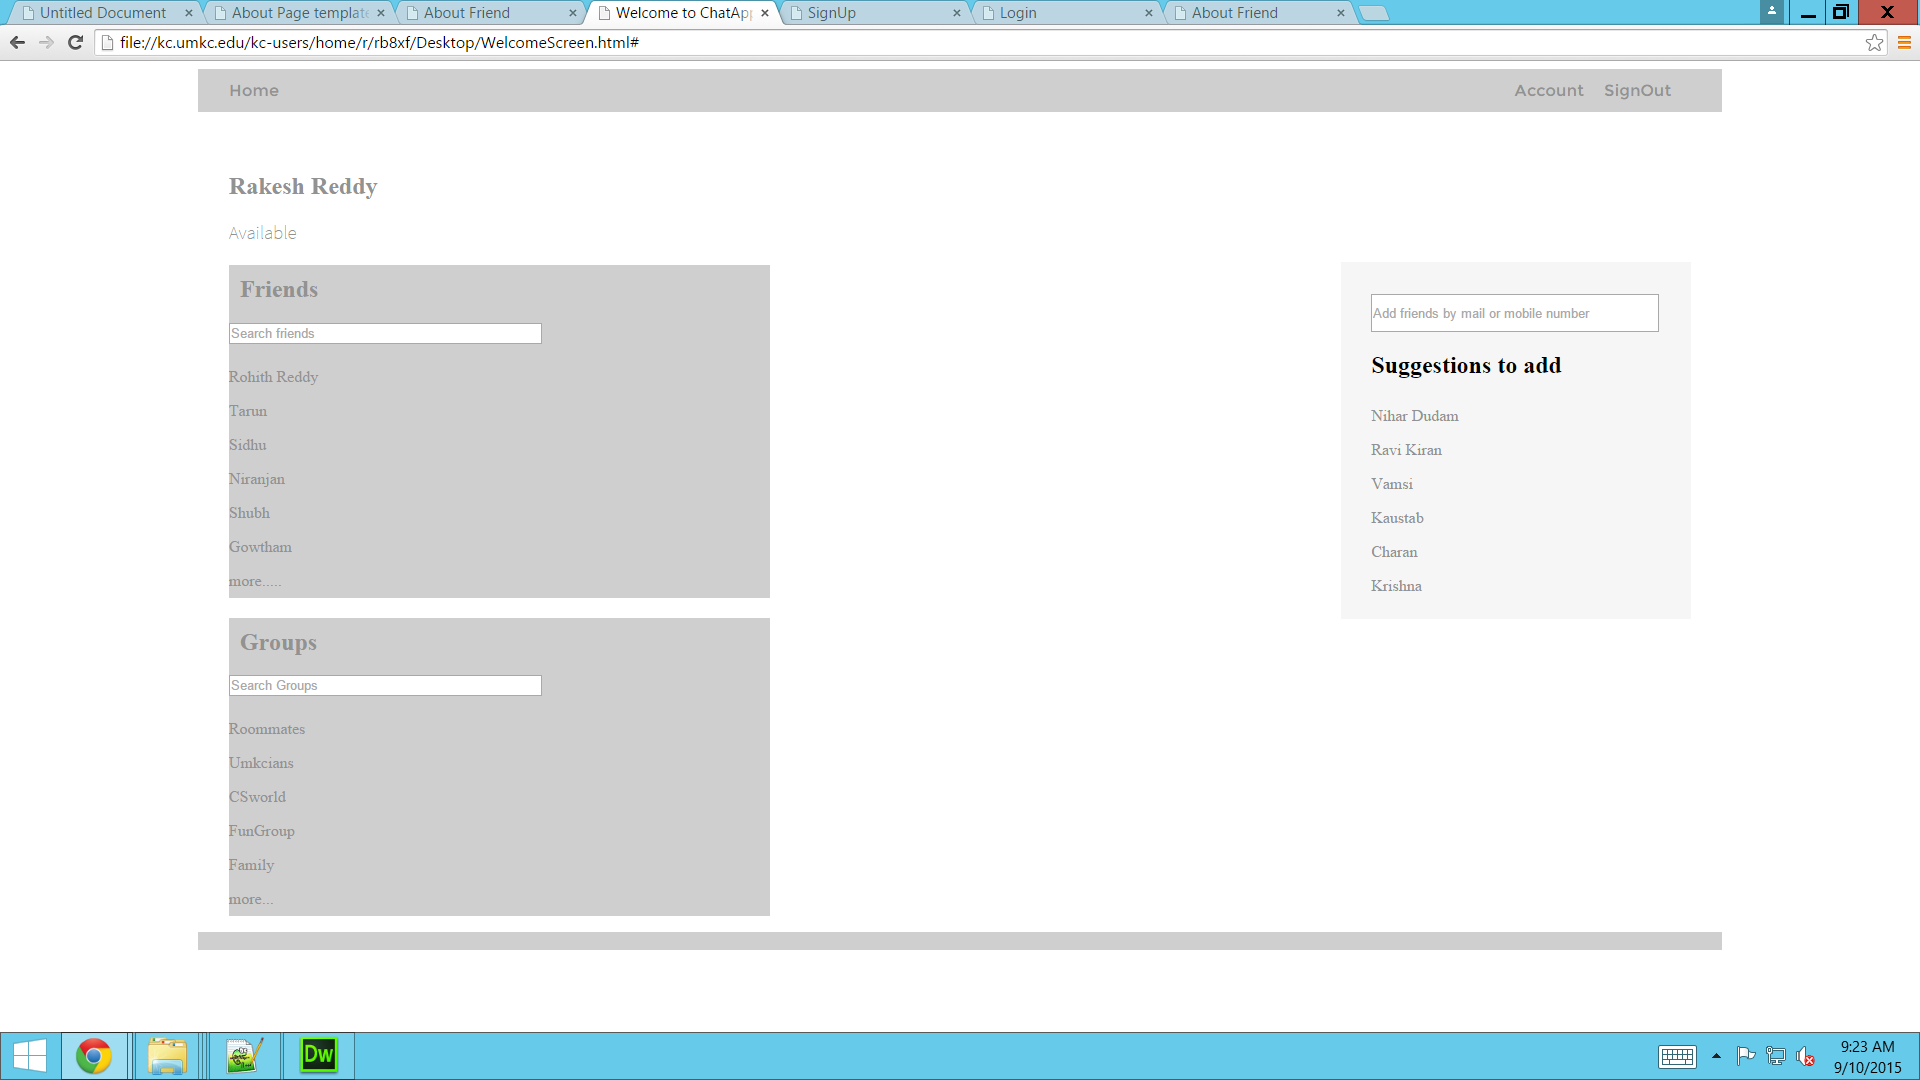 Untitled Document
About Page template
About Friend
Welcome to ChatApp
SignUp
Login
About Friend
file://kc.umkc.edu/kc-users/home/r/rb8xf/Desktop/WelcomeScreen.html#
Home
Account
SignOut
Rakesh Reddy
Available
Friends
Search friends
Rohith Reddy
Tarun
Sidhu
Niranjan
Shubh
Gowtham
more.....
Groups
Search Groups
Roommates
Umkcians
CSworld
FunGroup
Family
more...
Add friends by mail or mobile number
Suggestions to add
Nihar Dudam
Ravi Kiran
Vamsi
Kaustab
Charan
Krishna
Dw
9:23 AM
9/10/2015